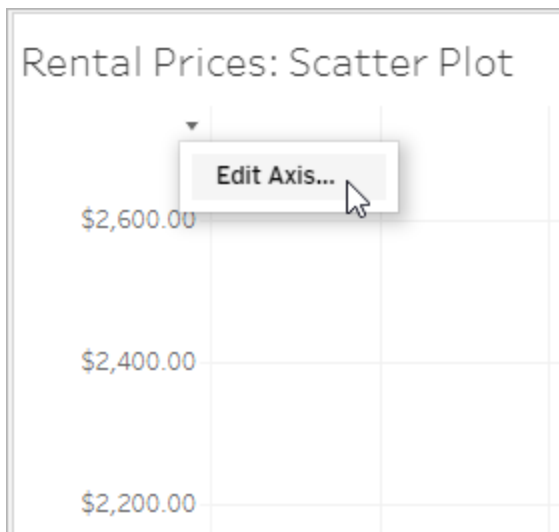 Rental Prices: Scatter Plot
Edit Axis...
$2,600.00
$2,400.00
$2,200.00